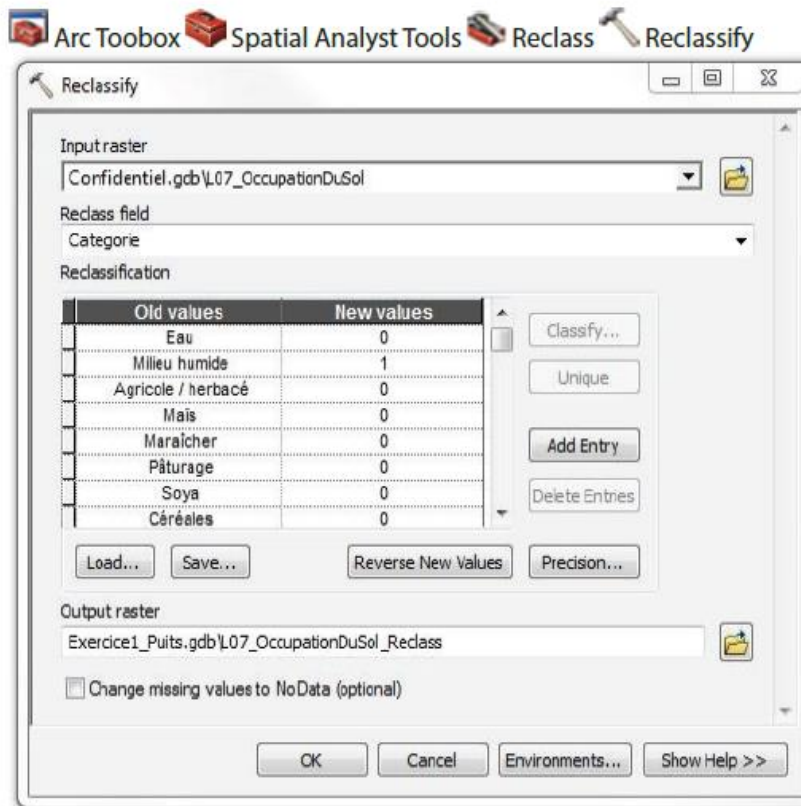 Arc Toobox Spatial Analyst Tools Reclass Reclassify
Reclassify
Input raster
Confidentiel.gdb\L07_OccupationDuSol
Reclass field
Categorie
Reclassification
Old values New values
Eau 0
Milieu humide 1
Agricole / herbacé 0
Maïs 0
Maraîcher 0
Pâturage 0
Soya 0
Céréales 0
Classify...
Unique
Add Entry
Delete Entries
Load... Save... Reverse New Values Precision...
Output raster
Exercice1_Puits.gdb\L07_OccupationDuSol_Reclass
Change missing values to NoData (optional)
OK Cancel Environments... Show Help >>